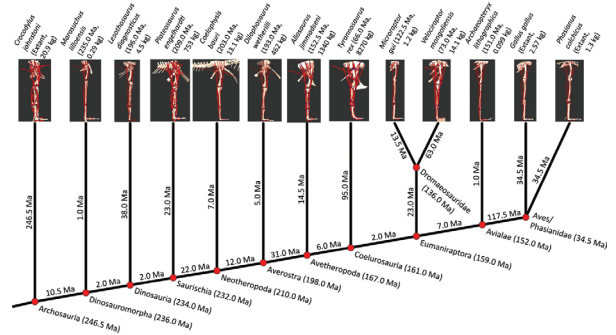 Crocodylus
johnstoni
(Extant,
20.9 kg)
Marasuchus
lilloensis
(235.0 Ma,
0.29 kg)
Lesothosaurus
diagnosticus
(198.0 Ma,
4.5 kg)
Plateosaurus
engelhardti
(209.0 Ma,
753 kg)
Coelophysis
bauri
(203.0 Ma,
13.1 kg)
Dilophosaurus
wetherilli
(193.0 Ma,
462 kg)
Allosaurus
jimmadseni
(152.5 Ma,
1340 kg)
Tyrannosaurus
rex (66.0 Ma,
8270 kg)
Microraptor
gui (122.5 Ma,
1.2 kg)
Velociraptor
mongoliensis
(73.0 Ma,
14.1 kg)
Archaeopteryx
lithographica
(151.0 Ma,
0.099 kg)
Gallus gallus
(Extant,
2.57 kg)
Phasianus
colchicus
(Extant,
1.3 kg)
246.5 Ma
1.0 Ma
38.0 Ma
23.0 Ma
7.0 Ma
5.0 Ma
14.5 Ma
95.0 Ma
13.5 Ma
63.0 Ma
23.0 Ma
1.0 Ma
34.5 Ma
34.5 Ma
10.5 Ma
2.0 Ma
2.0 Ma
22.0 Ma
12.0 Ma
31.0 Ma
6.0 Ma
2.0 Ma
7.0 Ma
117.5 Ma
Archosauria (246.5 Ma)
Dinosauromorpha (236.0 Ma)
Dinosauria (234.0 Ma)
Saurischia (232.0 Ma)
Neotheropoda (210.0 Ma)
Averostra (198.0 Ma)
Avetheropoda (167.0 Ma)
Coelurosauria (161.0 Ma)
Eumaniraptora (159.0 Ma)
Dromaeosauridae
(136.0 Ma)
Avialae (152.0 Ma)
Aves/
Phasianidae (34.5 Ma)